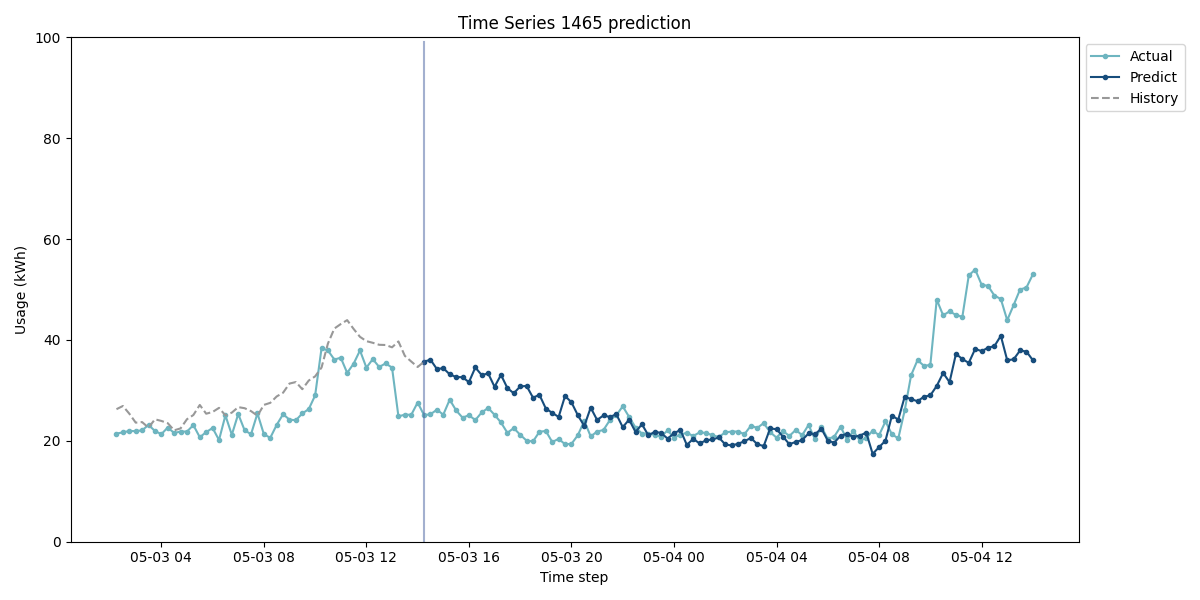 Time Series 1465 prediction
100
80
60
40
20
0
Usage (kWh)
05-03 04
05-03 08
05-03 12
05-03 16
05-03 20
05-04 00
05-04 04
05-04 08
05-04 12
Time step
Actual
Predict
History